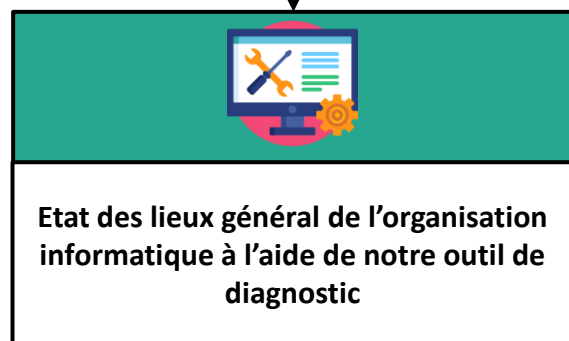 Etat des lieux général de l’organisation
informatique à l’aide de notre outil de
diagnostic